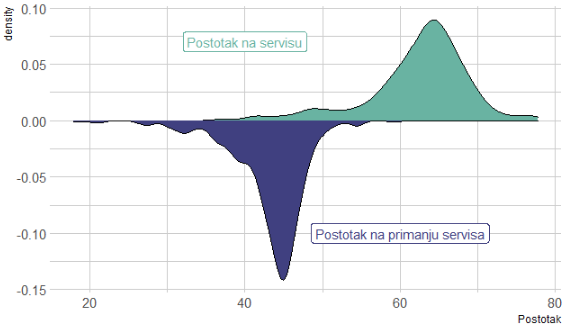 density
0.10
Postotak na servisu
0.05
0.00
-0.05
Postotak na primanju servisa
-0.10
-0.15
20 40 60 80
Postotak